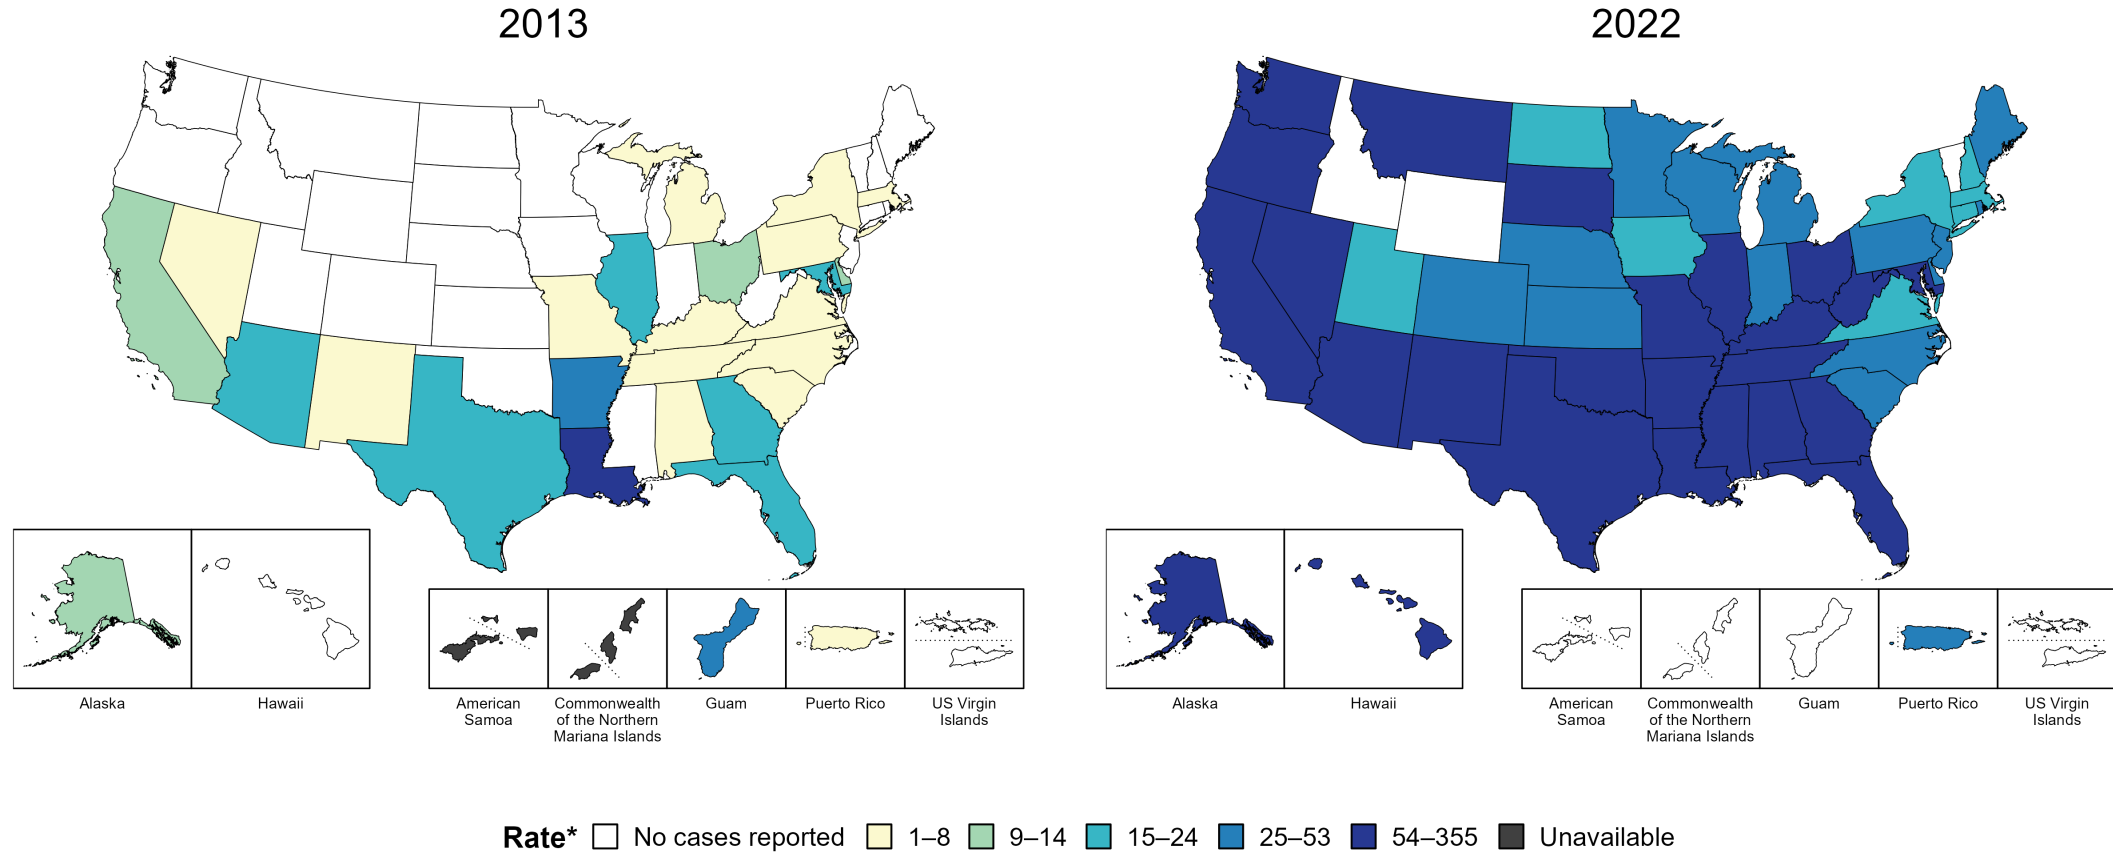 2013
2022
Alaska
Hawaii
American
Samoa
Commonwealth
of the Northern
Mariana Islands
Guam
Puerto Rico
US Virgin
Islands
Alaska
Hawaii
American
Samoa
Commonwealth
of the Northern
Mariana Islands
Guam
Puerto Rico
US Virgin
Islands
Rate* No cases reported 1–8 9–14 15–24 25–53 54–355 Unavailable